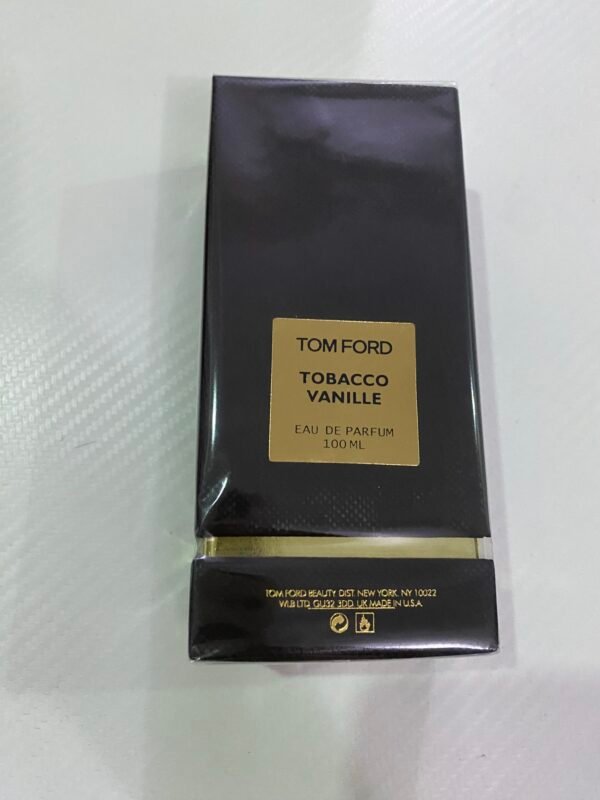 TOM FORD
TOBACCO
VANILLE
EAU DE PARFUM
100 ML
TOM FORD BEAUTY DIST. NEW YORK, NY 10022
WLB LTD, GU32 3DD, UK MADE IN U.S.A.